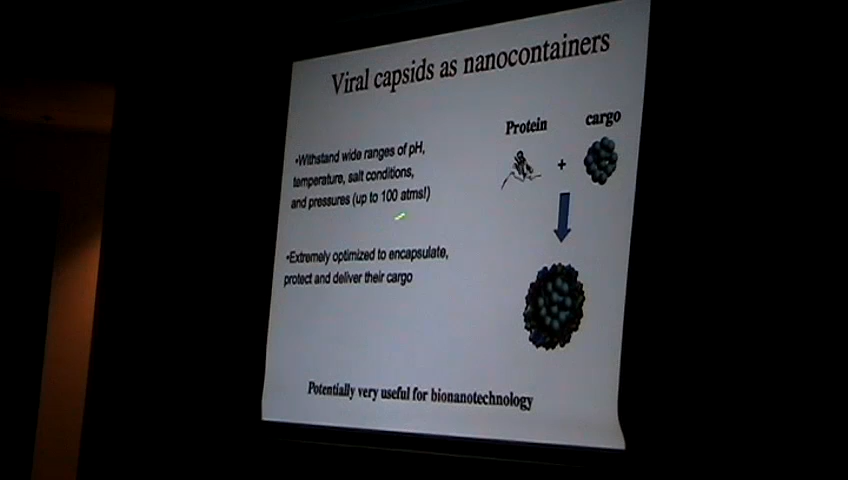 Viral capsids as nanocontainers
Protein
cargo
+
•Withstand wide ranges of pH,
temperature, salt conditions,
and pressures (up to 100 atms!)
•Extremely optimized to encapsulate,
protect and deliver their cargo
Potentially very useful for bionanotechnology